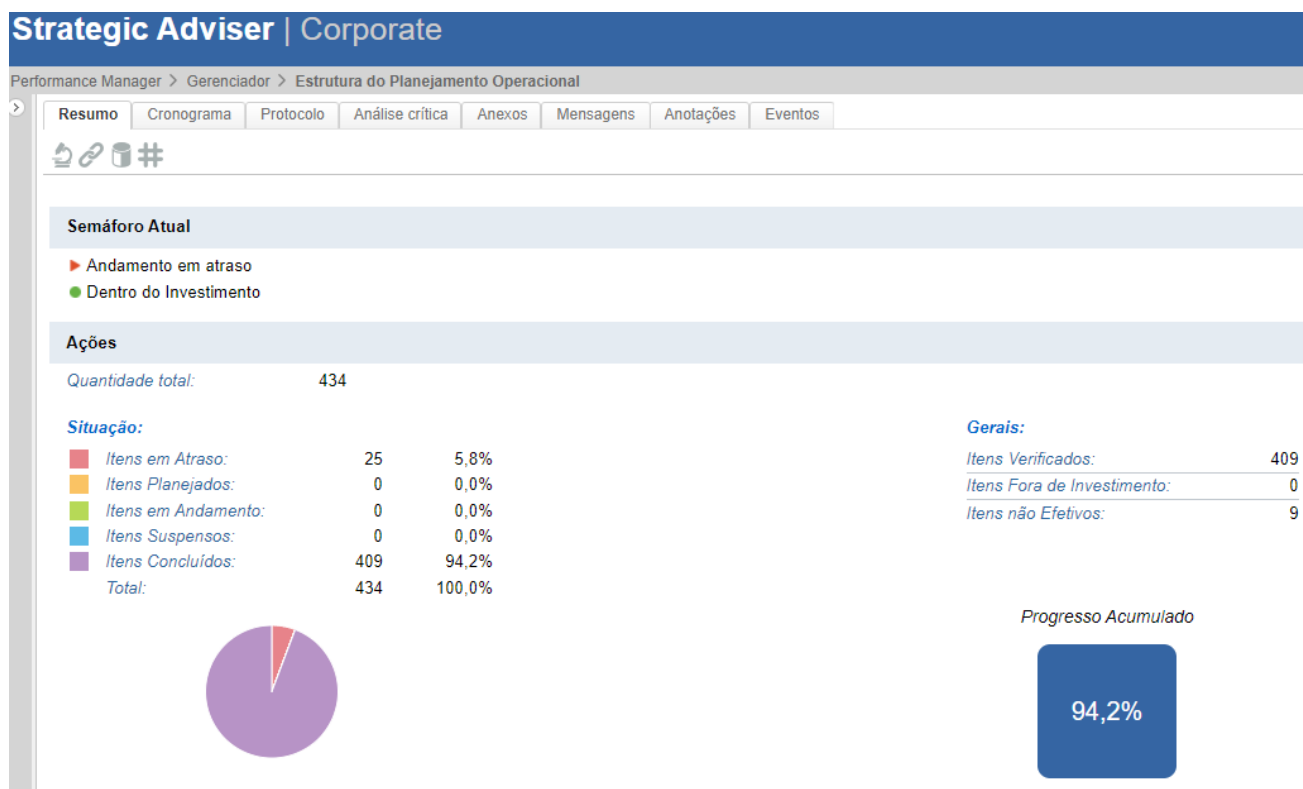 Strategic Adviser | Corporate
Performance Manager > Gerenciador > Estrutura do Planejamento Operacional
Resumo Cronograma Protocolo Análise crítica Anexos Mensagens Anotações Eventos
Semáforo Atual
Andamento em atraso
Dentro do Investimento
Ações
Quantidade total: 434
Situação: Gerais:
Itens em Atraso: 25 5,8% Itens Verificados: 409
Itens Planejados: 0 0,0% Itens Fora de Investimento: 0
Itens em Andamento: 0 0,0% Itens não Efetivos: 9
Itens Suspensos: 0 0,0%
Itens Concluídos: 409 94,2%
Total: 434 100,0%
Progresso Acumulado
94,2%